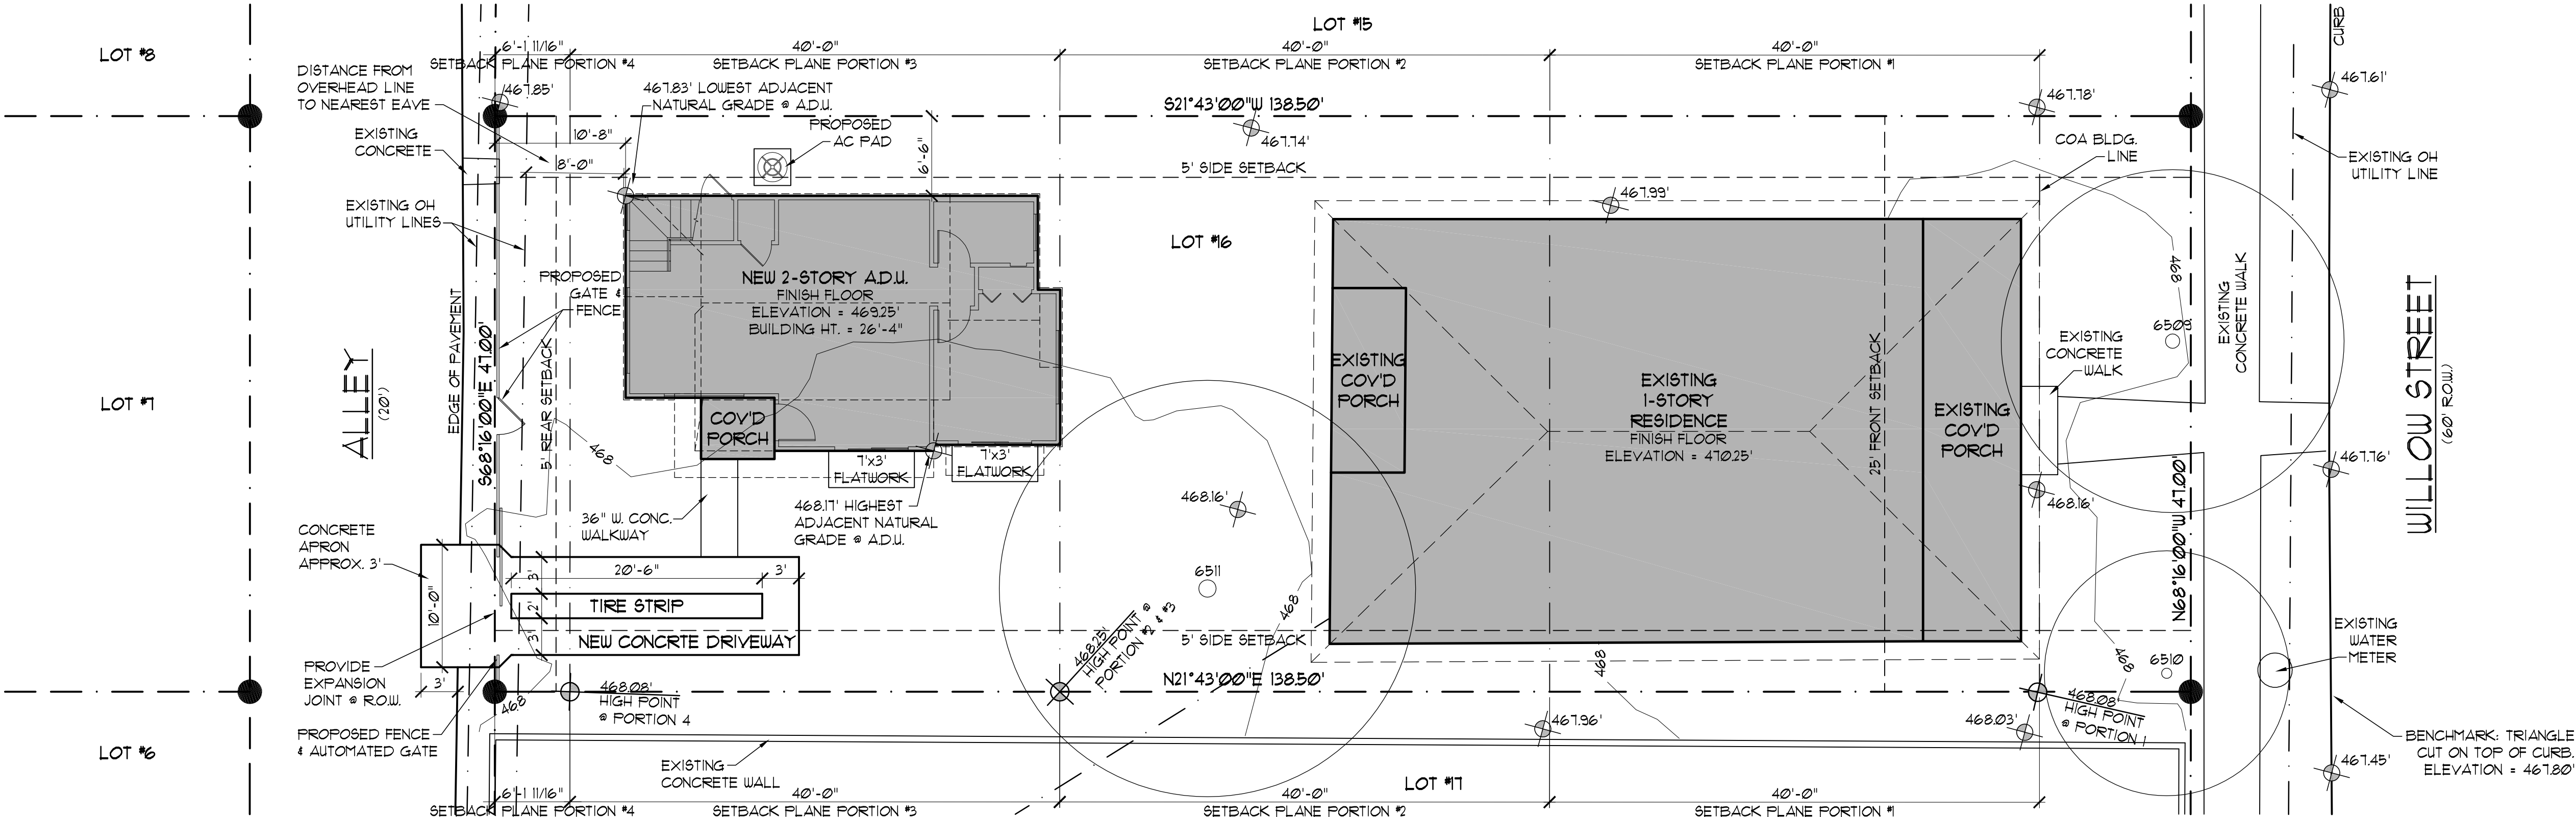 LOT #15
LOT #8
6'-1 11/16"
40'-0"
40'-0"
40'-0"
SETBACK PLANE PORTION #4
SETBACK PLANE PORTION #3
SETBACK PLANE PORTION #2
SETBACK PLANE PORTION #1
CURB
DISTANCE FROM
OVERHEAD LINE
TO NEAREST EAVE
467.85'
467.83' LOWEST ADJACENT
NATURAL GRADE @ A.D.U.
S21°43'00"W 138.50'
467.78'
467.61'
EXISTING
CONCRETE
10'-8"
8'-0"
PROPOSED
AC PAD
6'-6"
467.74'
5' SIDE SETBACK
COA BLDG.
LINE
EXISTING OH
UTILITY LINE
EXISTING OH
UTILITY LINES
467.99'
LOT #16
PROPOSED
GATE &
FENCE
NEW 2-STORY A.D.U.
FINISH FLOOR
ELEVATION = 469.25'
BUILDING HT. = 26'-4"
468
6509
EXISTING
CONCRETE WALK
EXISTING
CONCRETE
WALK
WILLOW STREET
(60' R.O.W.)
LOT #7
ALLEY
(20')
EDGE OF PAVEMENT
S68°16'00"E 47.00'
5' REAR SETBACK
468
COV'D
PORCH
7'x3'
FLATWORK
7'x3'
FLATWORK
EXISTING
COV'D
PORCH
EXISTING
1-STORY
RESIDENCE
FINISH FLOOR
ELEVATION = 470.25'
25' FRONT SETBACK
EXISTING
COV'D
PORCH
467.76'
468.16'
468.16'
N68°16'00"W 47.00'
36" W. CONC.
WALKWAY
468.17' HIGHEST
ADJACENT NATURAL
GRADE @ A.D.U.
CONCRETE
APRON
APPROX. 3'
10'-0"
3'
20'-6"
3'
2'
TIRE STRIP
3'
NEW CONCRTE DRIVEWAY
6511
468
468.25'
HIGH POINT @
PORTION #2 & #3
5' SIDE SETBACK
468
468
6510
EXISTING
WATER
METER
PROVIDE
EXPANSION
JOINT @ R.O.W.
3'
468
468.08'
HIGH POINT
@ PORTION 4
N21°43'00"E 138.50'
467.96'
468.03'
468.08'
HIGH POINT
@ PORTION 1
PROPOSED FENCE
& AUTOMATED GATE
LOT #6
EXISTING
CONCRETE WALL
LOT #17
BENCHMARK: TRIANGLE
CUT ON TOP OF CURB.
ELEVATION = 467.80'
467.45'
6'-1 11/16"
40'-0"
40'-0"
40'-0"
SETBACK PLANE PORTION #4
SETBACK PLANE PORTION #3
SETBACK PLANE PORTION #2
SETBACK PLANE PORTION #1